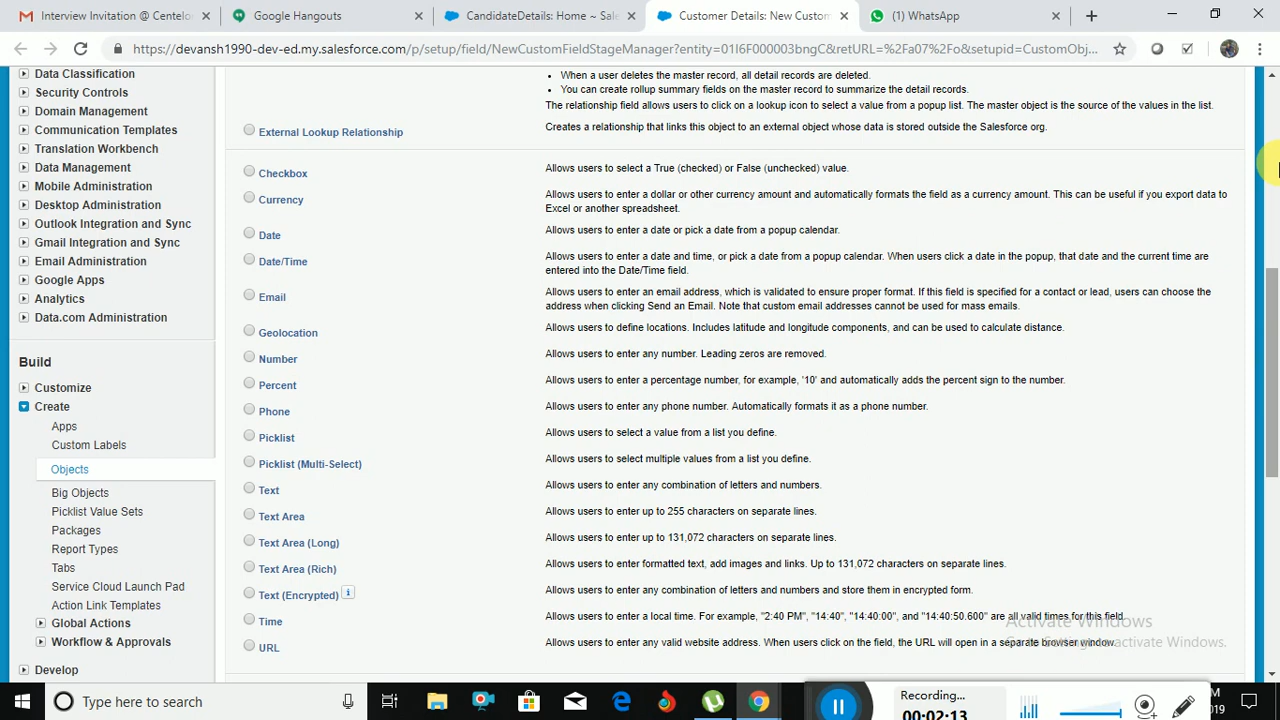 Interview Invitation @ Centelo
Google Hangouts
CandidateDetails: Home ~ Sale
Customer Details: New Custom
(1) WhatsApp
https://devansh1990-dev-ed.my.salesforce.com/p/setup/field/NewCustomFieldStageManager?entity=01I6F000003bngC&retURL=%2Fa07%2Fo&setupid=CustomObj...
Data Classification
Security Controls
Domain Management
Communication Templates
Translation Workbench
Data Management
Mobile Administration
Desktop Administration
Outlook Integration and Sync
Gmail Integration and Sync
Email Administration
Google Apps
Analytics
Data.com Administration
Build
Customize
Create
Apps
Custom Labels
Objects
Big Objects
Picklist Value Sets
Packages
Report Types
Tabs
Service Cloud Launch Pad
Action Link Templates
Global Actions
Workflow & Approvals
Develop
• When a user deletes the master record, all detail records are deleted.
• You can create rollup summary fields on the master record to summarize the detail records.
The relationship field allows users to click on a lookup icon to select a value from a popup list. The master object is the source of the values in the list.
External Lookup Relationship Creates a relationship that links this object to an external object whose data is stored outside the Salesforce org.
Checkbox Allows users to select a True (checked) or False (unchecked) value.
Currency Allows users to enter a dollar or other currency amount and automatically formats the field as a currency amount. This can be useful if you export data to
Excel or another spreadsheet.
Date Allows users to enter a date or pick a date from a popup calendar.
Date/Time Allows users to enter a date and time, or pick a date from a popup calendar. When users click a date in the popup, that date and the current time are
entered into the Date/Time field.
Email Allows users to enter an email address, which is validated to ensure proper format. If this field is specified for a contact or lead, users can choose the
address when clicking Send an Email. Note that custom email addresses cannot be used for mass emails.
Geolocation Allows users to define locations. Includes latitude and longitude components, and can be used to calculate distance.
Number Allows users to enter any number. Leading zeros are removed.
Percent Allows users to enter a percentage number, for example, '10' and automatically adds the percent sign to the number.
Phone Allows users to enter any phone number. Automatically formats it as a phone number.
Picklist Allows users to select a value from a list you define.
Picklist (Multi-Select) Allows users to select multiple values from a list you define.
Text Allows users to enter any combination of letters and numbers.
Text Area Allows users to enter up to 255 characters on separate lines.
Text Area (Long) Allows users to enter up to 131,072 characters on separate lines.
Text Area (Rich) Allows users to enter formatted text, add images and links. Up to 131,072 characters on separate lines.
Text (Encrypted) i Allows users to enter any combination of letters and numbers and store them in encrypted form.
Time Allows users to enter a local time. For example, "2:40 PM", "14:40", "14:40:00", and "14:40:50.600" are all valid times for this field.
URL Allows users to enter any valid website address. When users click on the field, the URL will open in a separate browser window.
Activate Windows
Go to Settings to activate Windows.
Type here to search
Recording...
00:02:13
M
2019